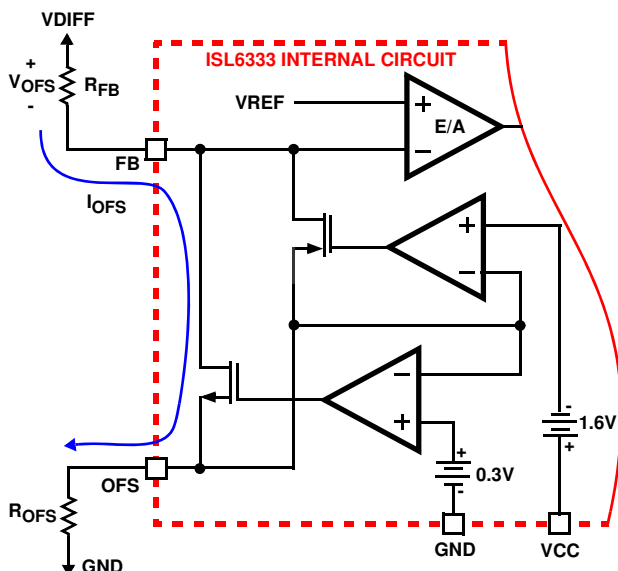 VDIFF
ISL6333 INTERNAL CIRCUIT
+
VOFS
-
RFB
VREF
+
E/A
−
FB
IOFS
+
−
−
+
-
1.6V
+
+
0.3V
-
OFS
ROFS
GND
GND
VCC